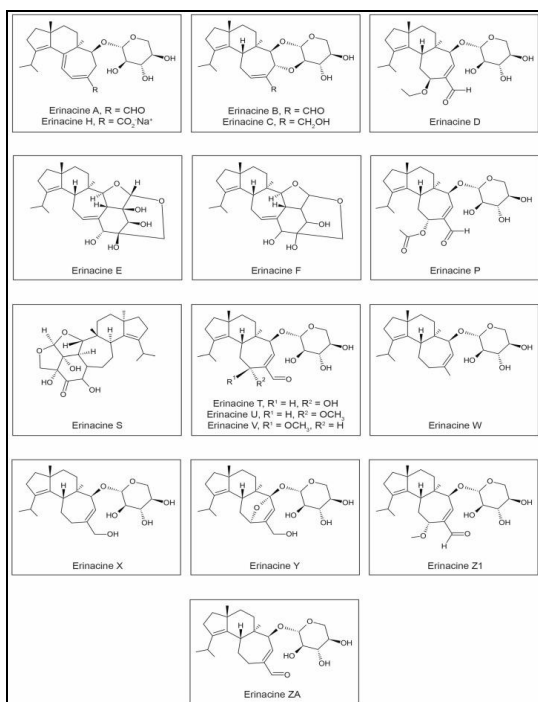 Erinacine A, R = CHO
Erinacine H, R = CO₂⁻Na⁺
Erinacine B, R = CHO
Erinacine C, R = CH₂OH
Erinacine D
Erinacine E
Erinacine F
Erinacine P
Erinacine S
Erinacine T, R¹ = H, R² = OH
Erinacine U, R¹ = H, R² = OCH₃
Erinacine V, R¹ = OCH₃, R² = H
Erinacine W
Erinacine X
Erinacine Y
Erinacine Z1
Erinacine ZA